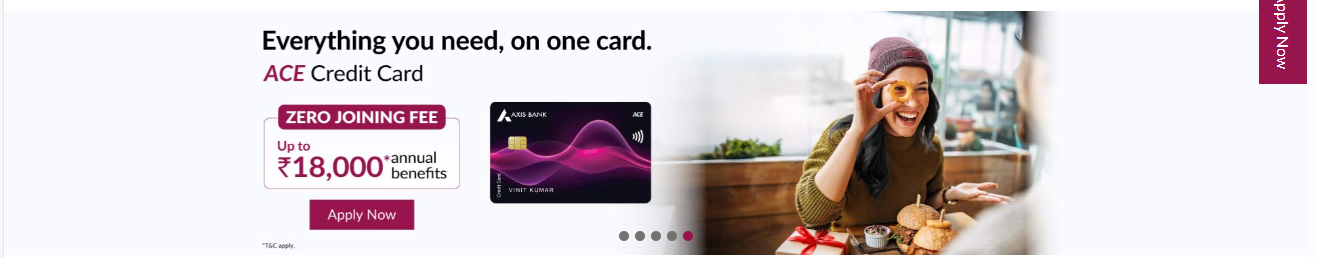 Everything you need, on one card.
ACE Credit Card
ZERO JOINING FEE
Up to
₹18,000* annual
benefits
Apply Now
*T&C apply.
AXIS BANK
ACE
Credit Card
VINIT KUMAR
Apply Now